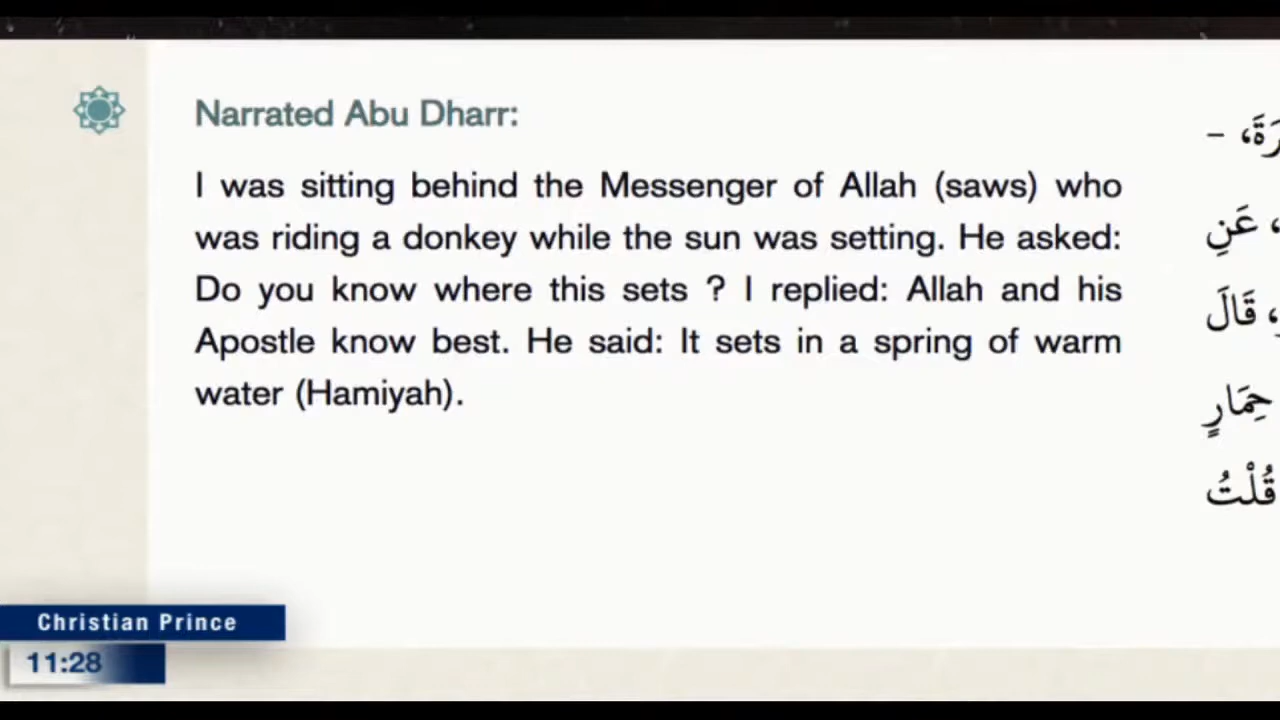 Narrated Abu Dharr:
I was sitting behind the Messenger of Allah (saws) who
was riding a donkey while the sun was setting. He asked:
Do you know where this sets ? I replied: Allah and his
Apostle know best. He said: It sets in a spring of warm
water (Hamiyah).
، عَنِ
قَالَ
حِمَارٍ
قُلْتُ
Christian Prince
11:28